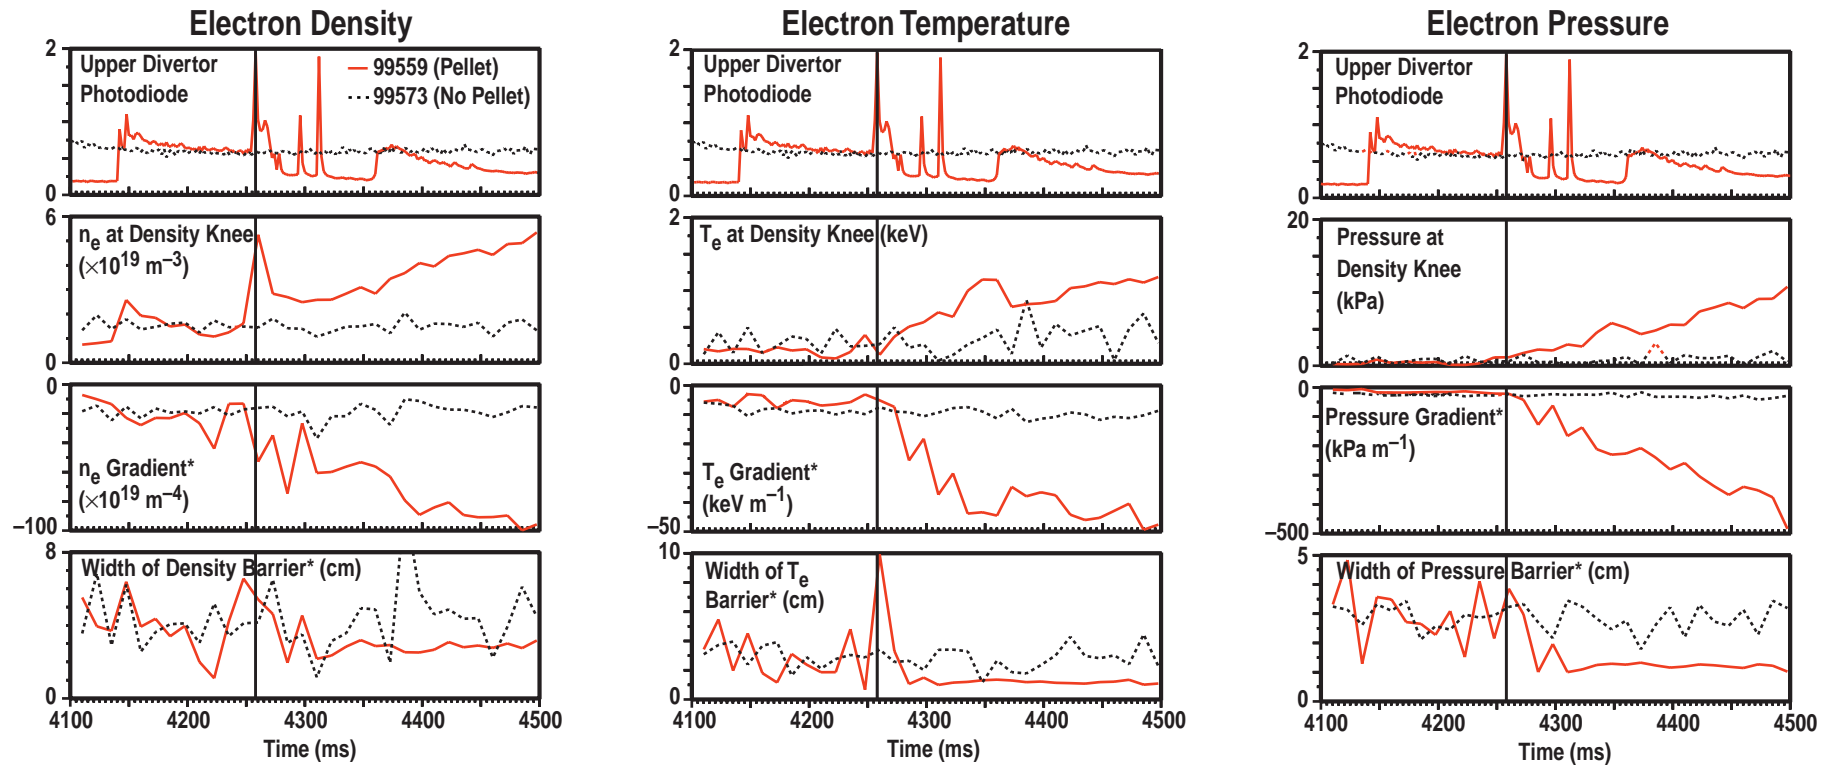 Electron Density
2
Upper Divertor
Photodiode
99559 (Pellet)
99573 (No Pellet)
0
6
nₑ at Density Knee
(×10¹⁹ m⁻³)
0
0
nₑ Gradient*
(×10¹⁹ m⁻⁴)
–100
8
Width of Density Barrier* (cm)
0
4100 4200 4300 4400 4500
Time (ms)
Electron Temperature
2
Upper Divertor
Photodiode
0
2
Tₑ at Density Knee (keV)
0
0
Tₑ Gradient*
(keV m⁻¹)
–50
10
Width of Tₑ
Barrier* (cm)
0
4100 4200 4300 4400 4500
Time (ms)
Electron Pressure
2
Upper Divertor
Photodiode
0
20
Pressure at
Density Knee
(kPa)
0
0
Pressure Gradient*
(kPa m⁻¹)
–500
5
Width of Pressure Barrier* (cm)
0
4100 4200 4300 4400 4500
Time (ms)